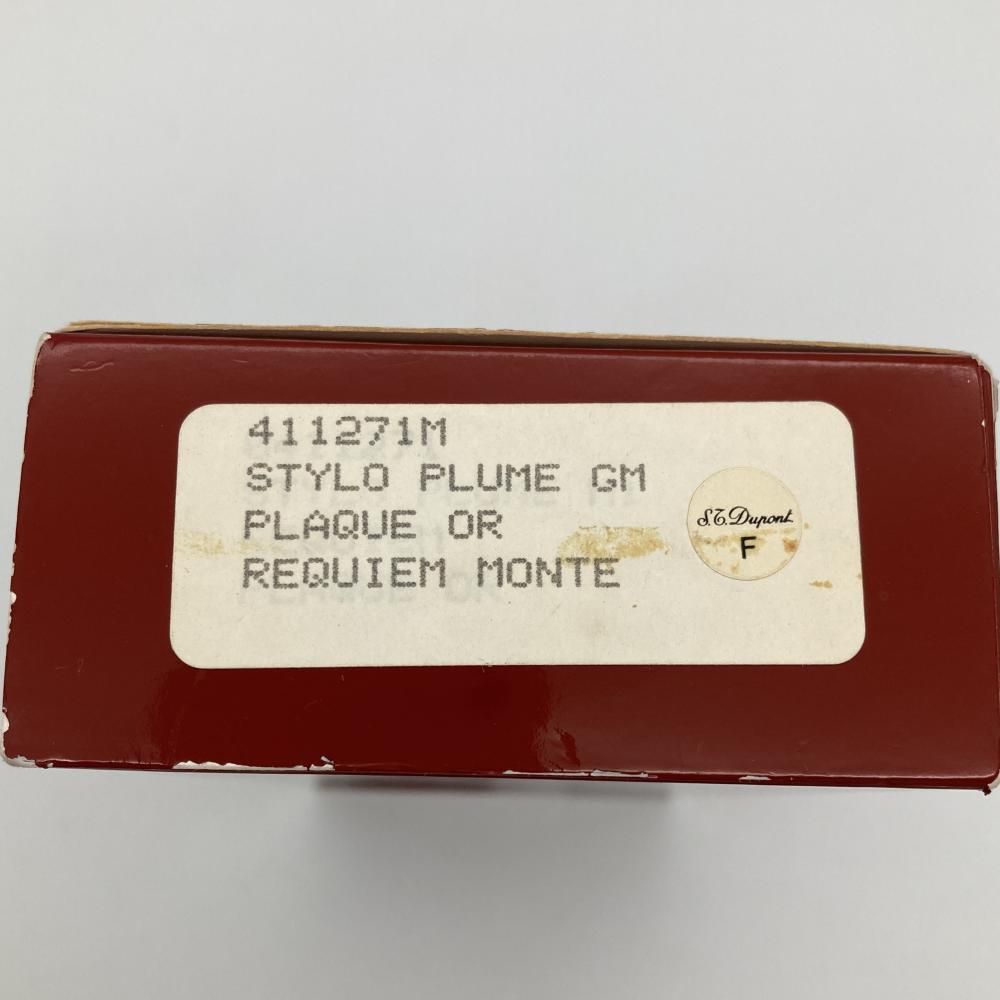 411271M
STYLO PLUME GM
PLAQUE OR
REQUIEM MONTE
S.T. Dupont
F